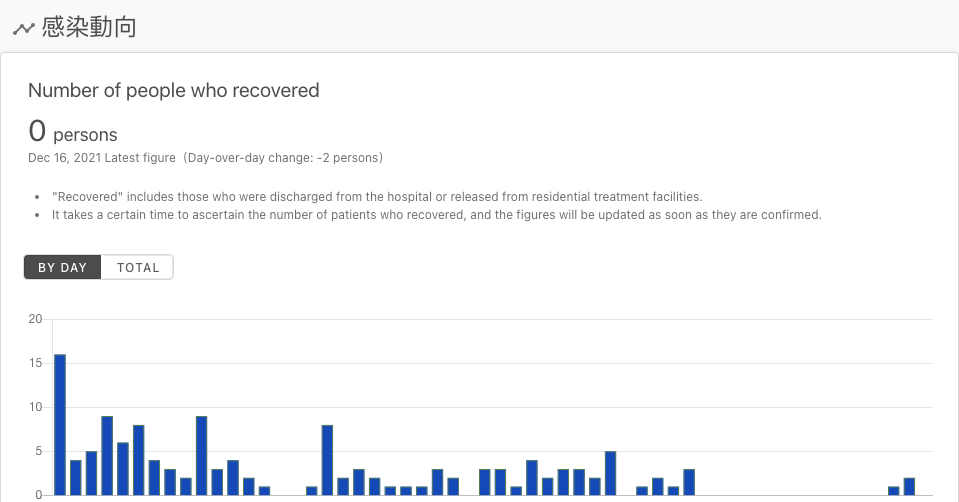 感染動向
Number of people who recovered
0 persons
Dec 16, 2021 Latest figure (Day-over-day change: -2 persons)
• "Recovered" includes those who were discharged from the hospital or released from residential treatment facilities.
• It takes a certain time to ascertain the number of patients who recovered, and the figures will be updated as soon as they are confirmed.
BY DAY TOTAL
20
15
10
5
0